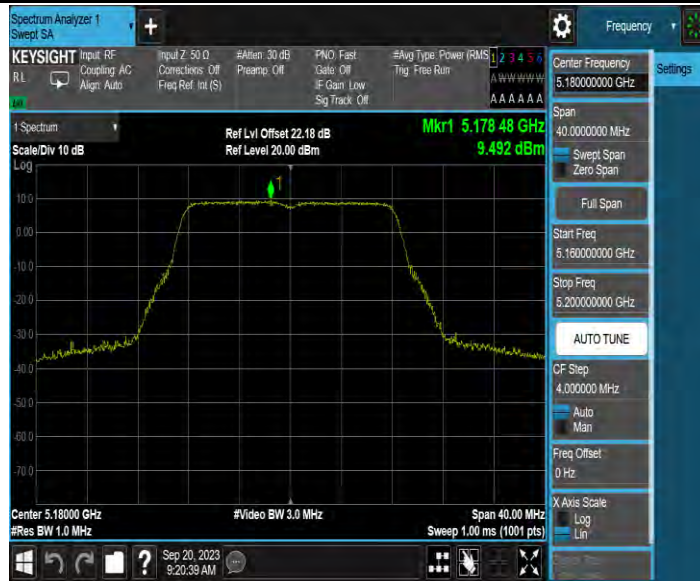 Spectrum Analyzer 1
Swept SA
+
Frequency
KEYSIGHT
RL
Input: RF
Coupling: AC
Align: Auto
Input Z: 50 Ω
Corrections: Off
Freq Ref: Int (S)
#Atten: 30 dB
Preamp: Off
PNO: Fast
Gate: Off
IF Gain: Low
Sig Track: Off
#Avg Type: Power (RMS)
Trig: Free Run
1 2 3 4 5 6
A W W W W W
A A A A A A
Center Frequency
5.180000000 GHz
Settings
Span
40.0000000 MHz
Swept Span
Zero Span
Full Span
Start Freq
5.160000000 GHz
Stop Freq
5.200000000 GHz
AUTO TUNE
CF Step
4.000000 MHz
Auto
Man
Freq Offset
0 Hz
X Axis Scale
Log
Lin
1 Spectrum
Scale/Div 10 dB
Ref Lvl Offset 22.18 dB
Ref Level 20.00 dBm
Mkr1 5.178 48 GHz
9.492 dBm
Log
1
10.0
0.00
-10.0
-20.0
-30.0
-40.0
-50.0
-60.0
-70.0
Center 5.18000 GHz
#Res BW 1.0 MHz
#Video BW 3.0 MHz
Span 40.00 MHz
Sweep 1.00 ms (1001 pts)
?
Sep 20, 2023
9:20:39 AM